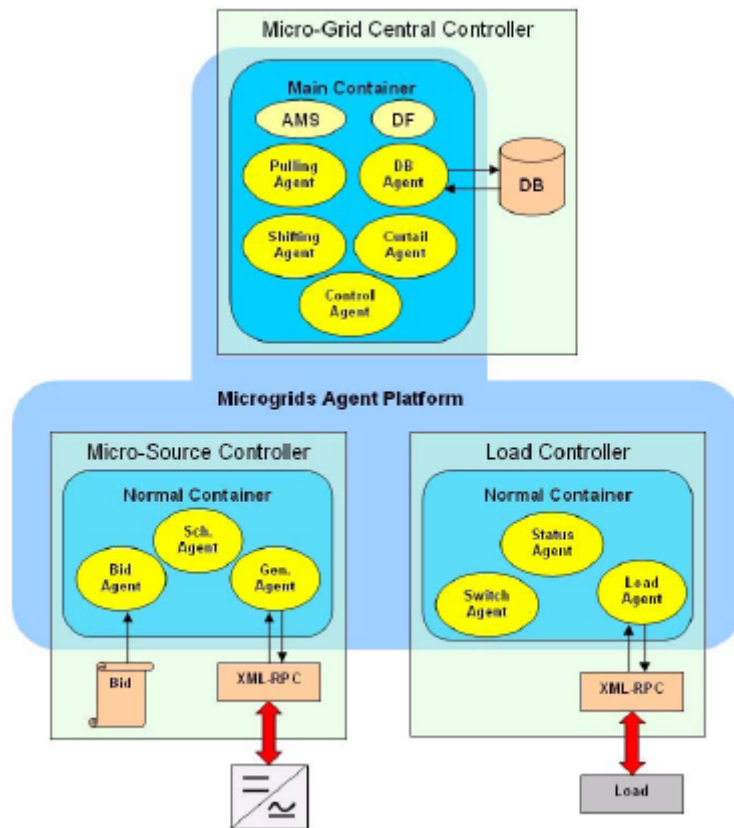 Micro-Grid Central Controller
Main Container
AMS
DF
Pulling
Agent
DB
Agent
DB
Shifting
Agent
Curtail
Agent
Control
Agent
Microgrids Agent Platform
Micro-Source Controller
Normal Container
Sch.
Agent
Bid
Agent
Gen.
Agent
Bid
XML-RPC
Load Controller
Normal Container
Status
Agent
Switch
Agent
Load
Agent
XML-RPC
Load